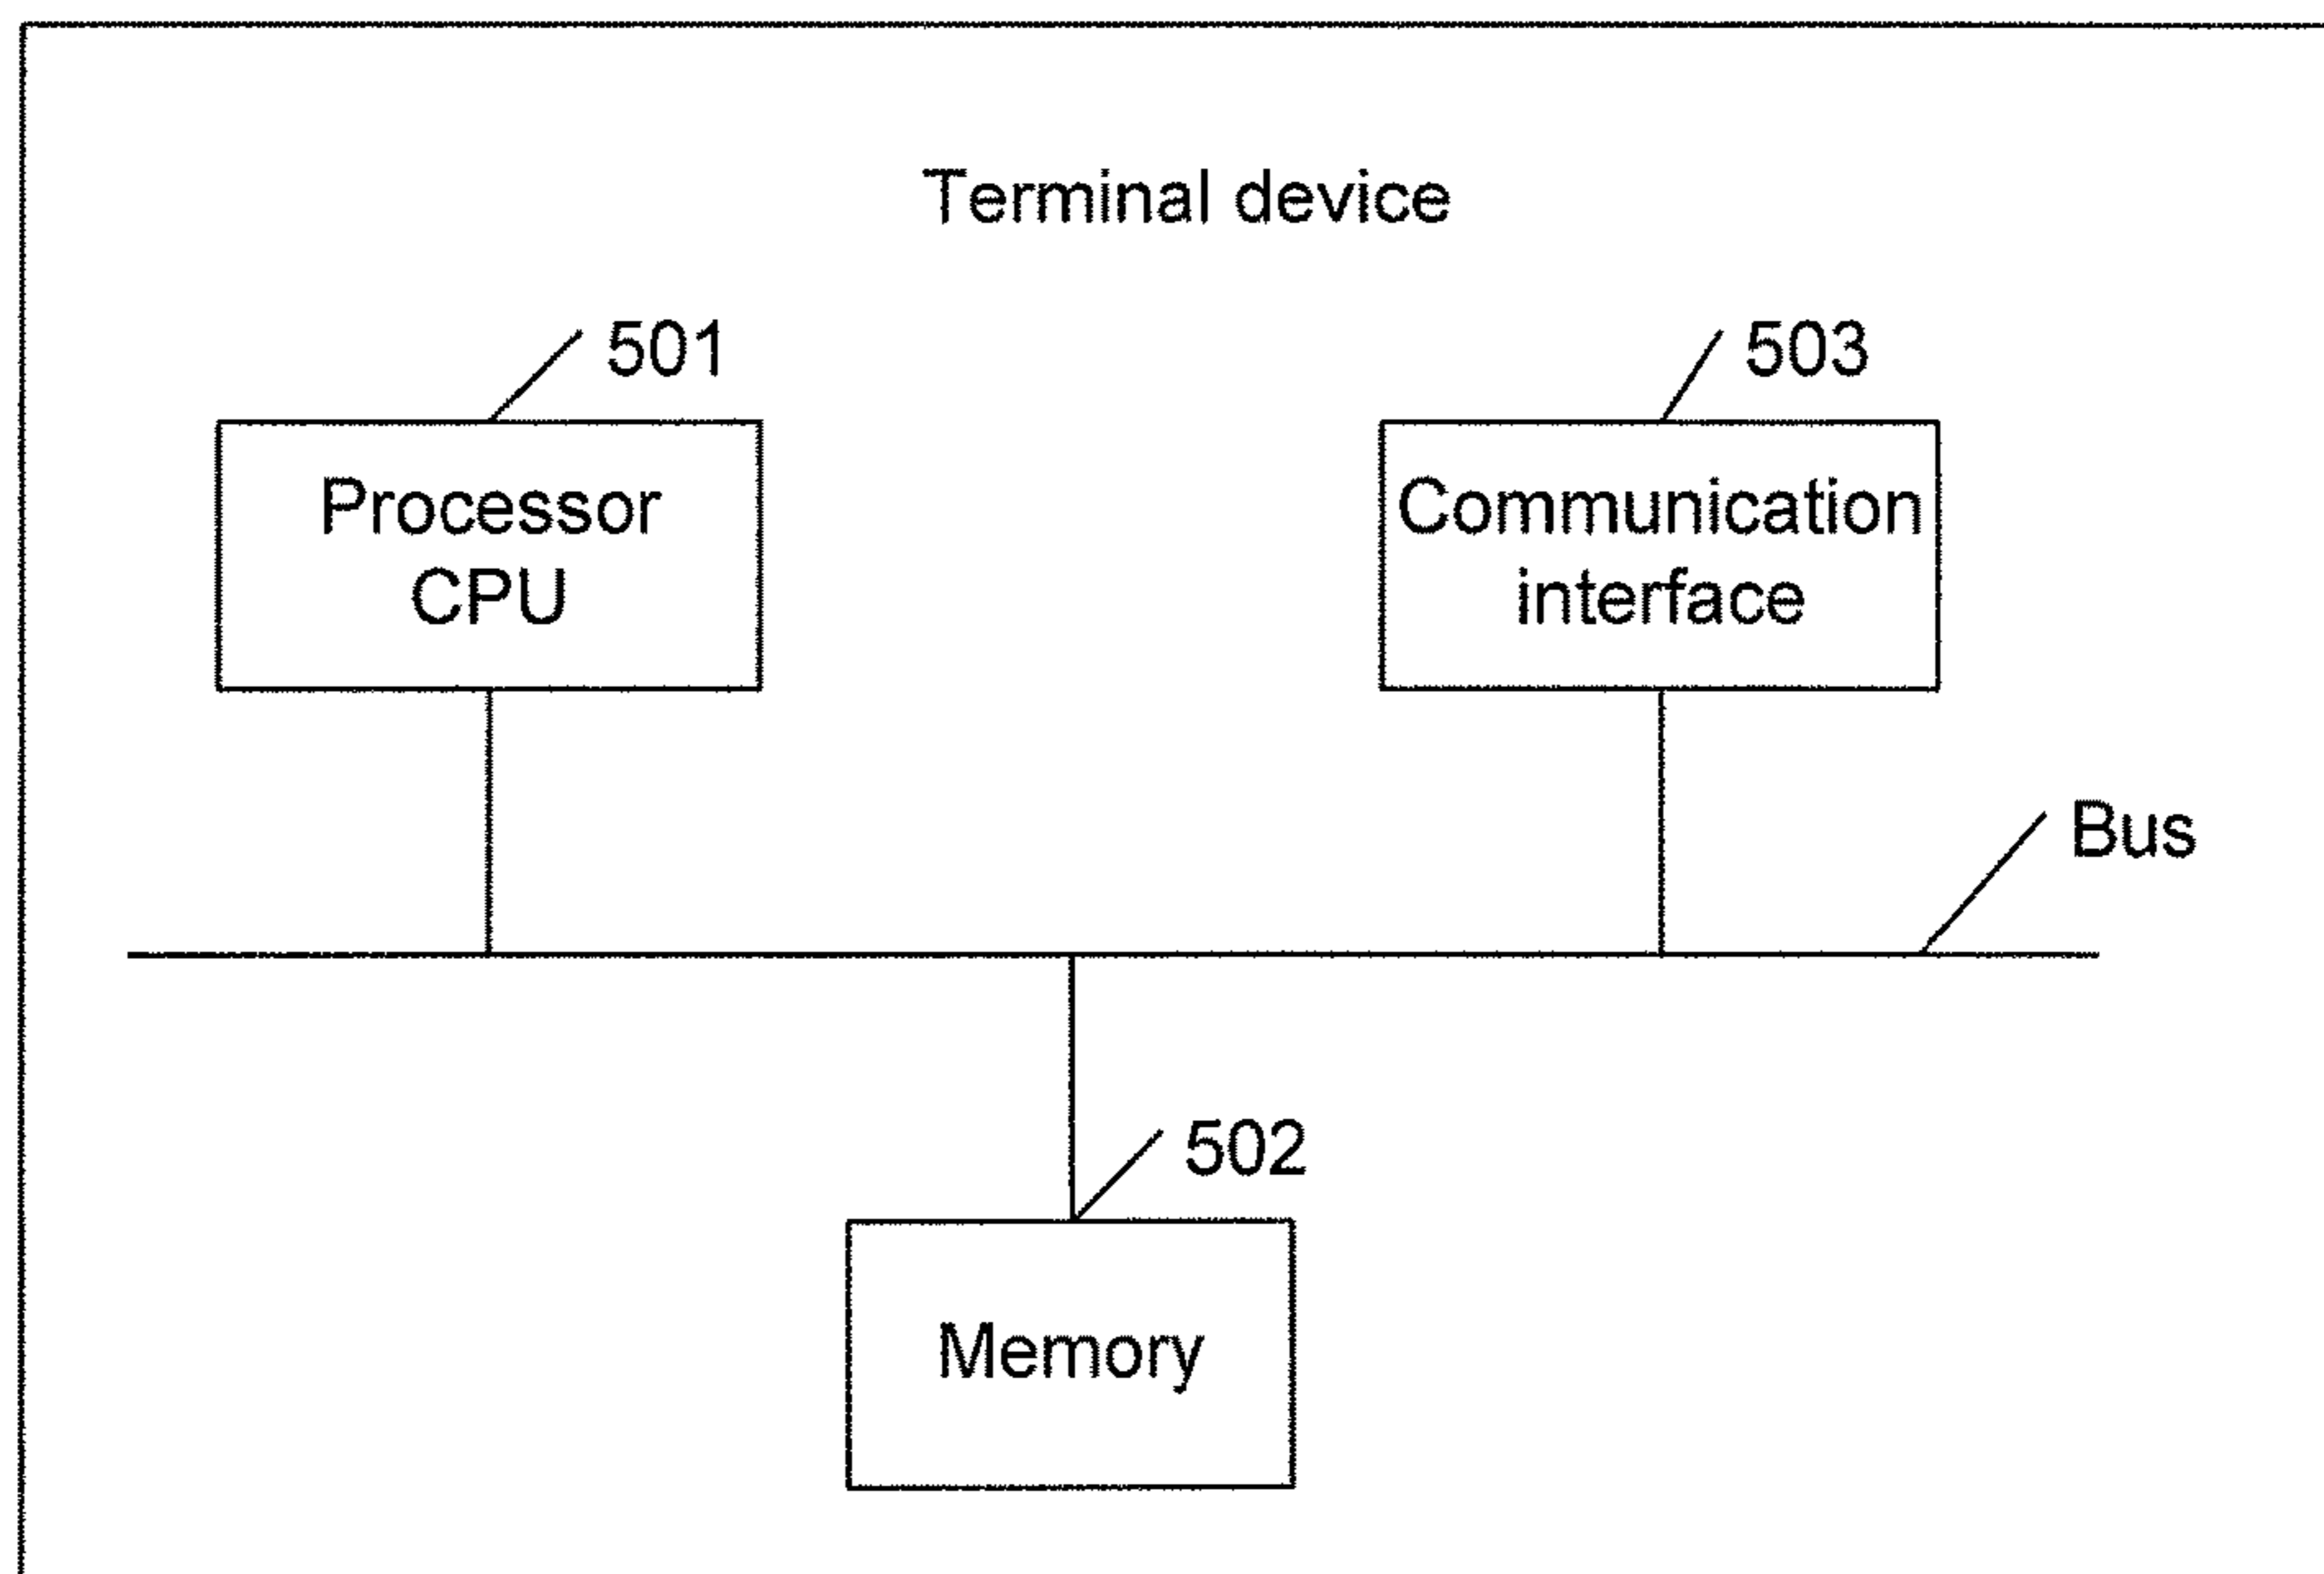 Terminal device
501
503
Processor
CPU
Communication
interface
Bus
502
Memory